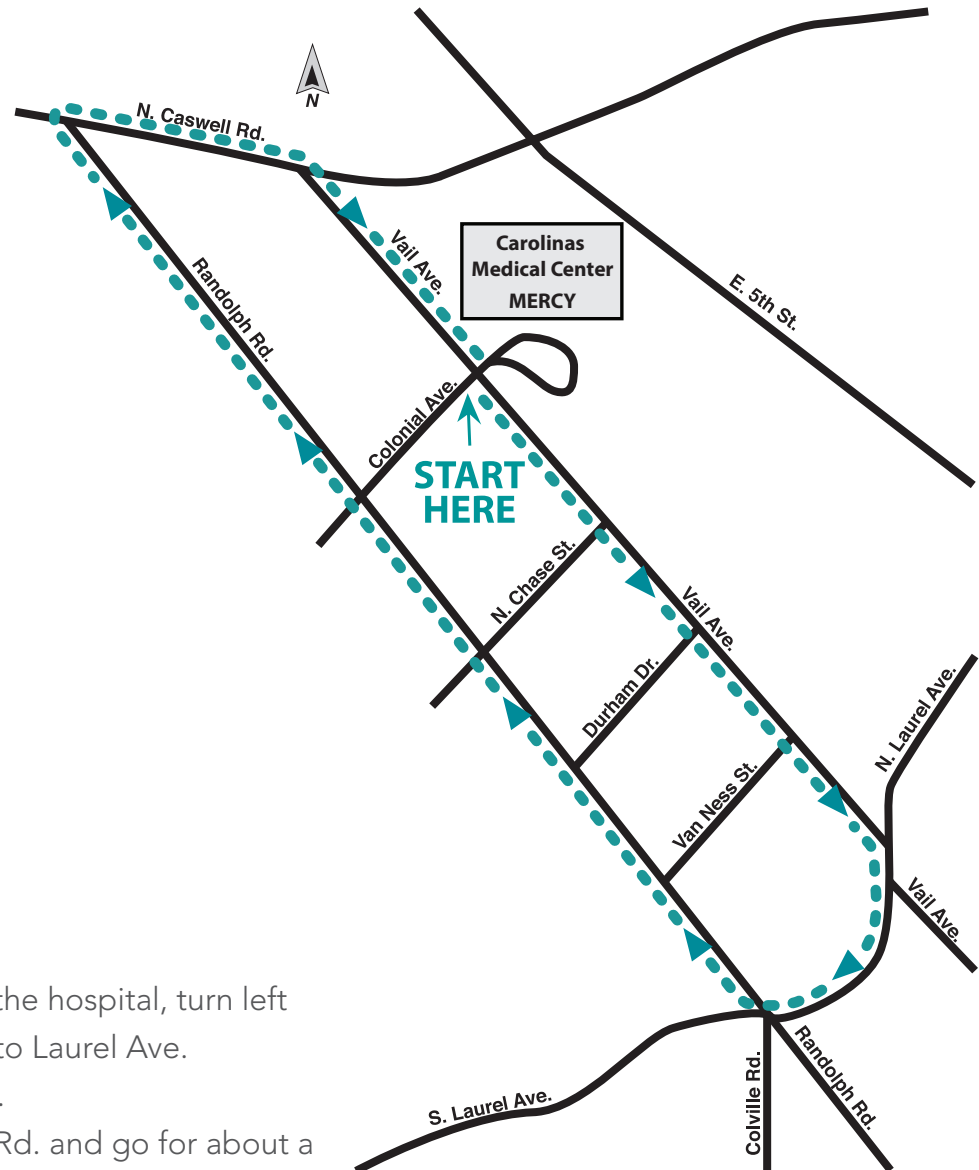 N. Caswell Rd.
N
Vail Ave.
Carolinas
Medical Center
MERCY
Randolph Rd.
E. 5th St.
Colonial Ave.
START
HERE
N. Chase St.
Vail Ave.
Durham Dr.
N. Laurel Ave.
Van Ness St.
Vail Ave.
the hospital, turn left
to Laurel Ave.
.
Rd. and go for about a
S. Laurel Ave.
Colville Rd.
Randolph Rd.